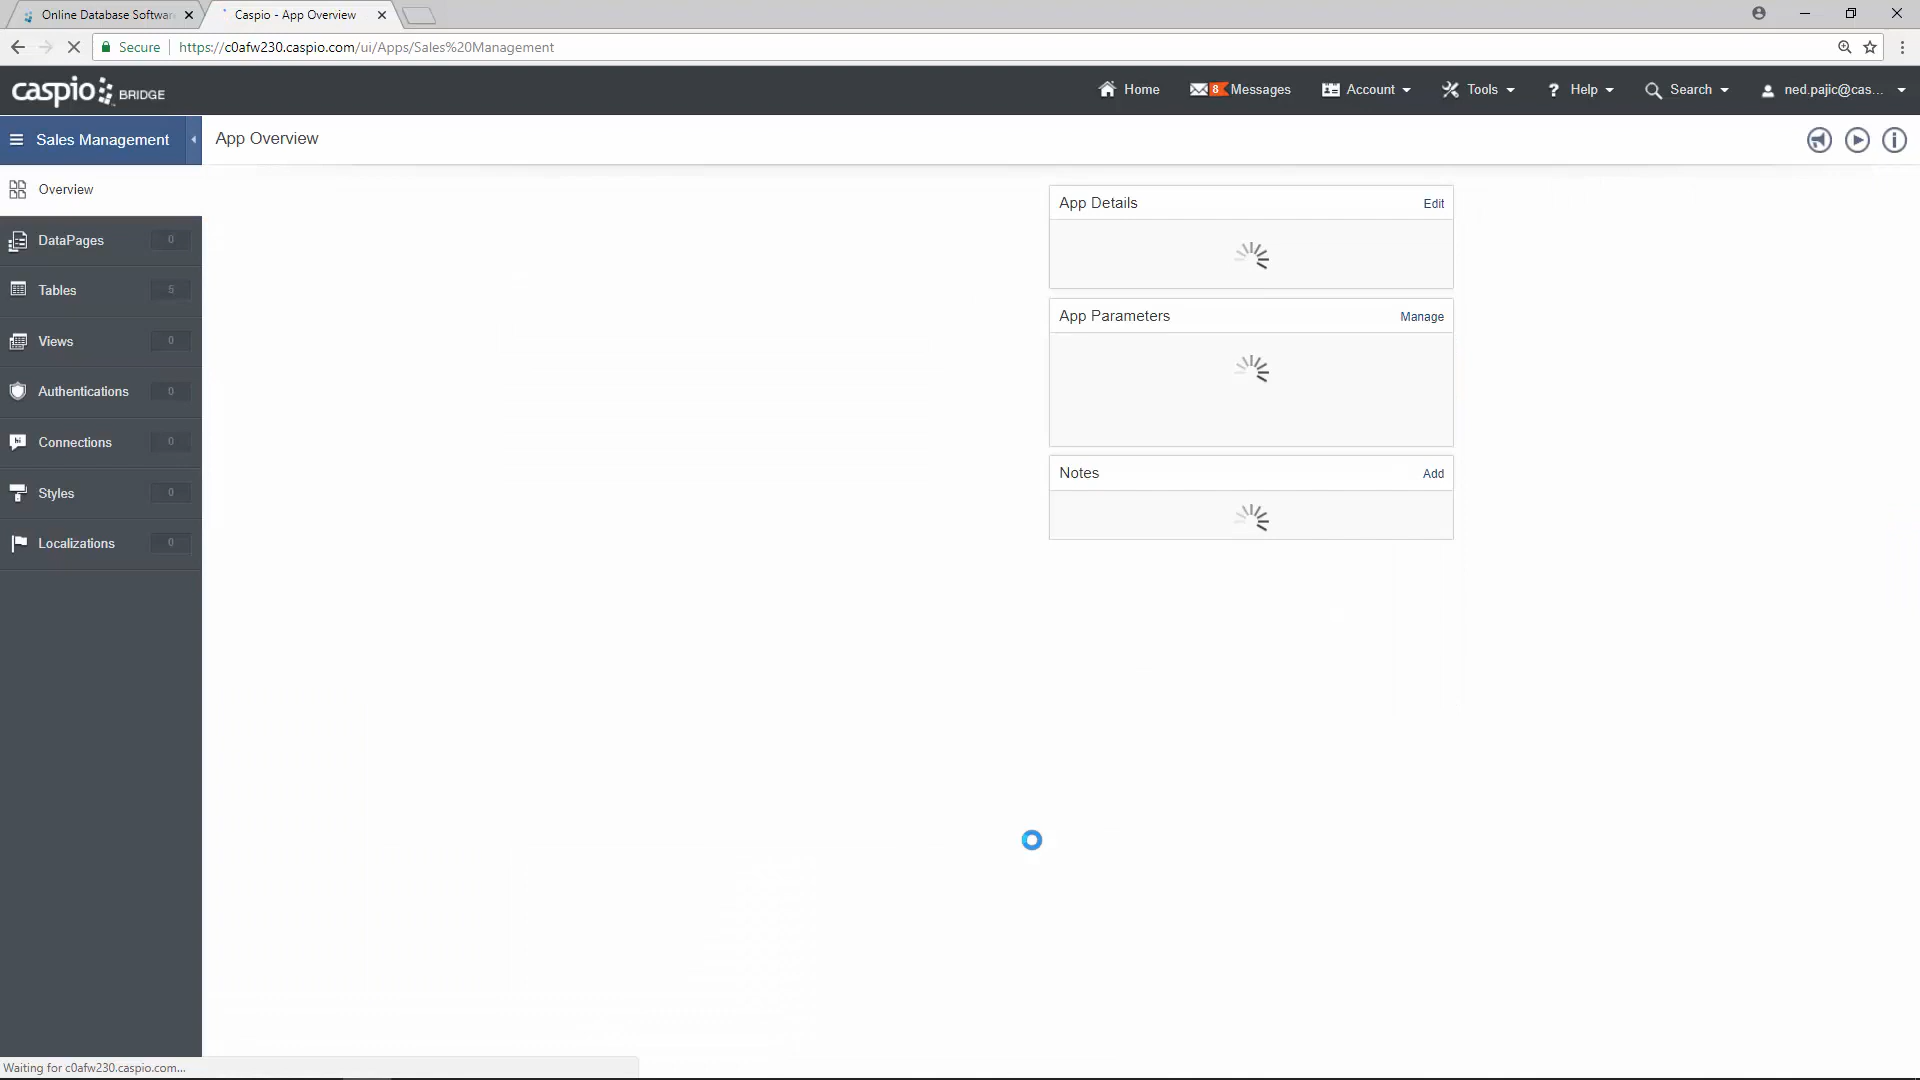 Online Database Softwar
Caspio - App Overview
Secure
https://c0afw230.caspio.com/ui/Apps/Sales%20Management
caspio BRIDGE
Home
8 Messages
Account
Tools
? Help
Search
ned.pajic@cas...
Sales Management
App Overview
Overview
DataPages 0
Tables 5
Views 0
Authentications 0
Connections 0
Styles 0
Localizations 0
App Details
Edit
App Parameters
Manage
Notes
Add
Waiting for c0afw230.caspio.com...